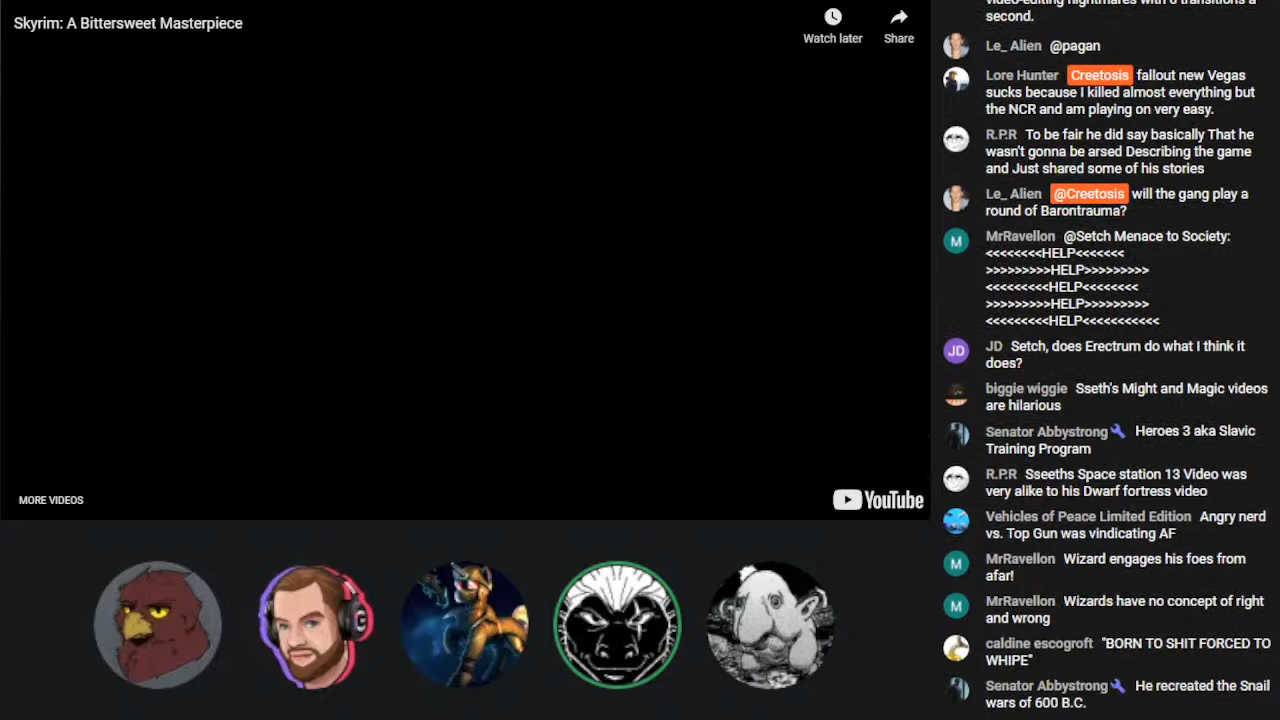 Skyrim: A Bittersweet Masterpiece
Watch later
Share
MORE VIDEOS
YouTube
second.
Le_ Alien @pagan
Lore Hunter Creetosis fallout new Vegas
sucks because I killed almost everything but
the NCR and am playing on very easy.
R.P.R To be fair he did say basically That he
wasn't gonna be arsed Describing the game
and Just shared some of his stories
Le_ Alien @Creetosis will the gang play a
round of Barontrauma?
M
MrRavellon @Setch Menace to Society:
<<<<<<<<HELP<<<<<<<
>>>>>>>>>HELP>>>>>>>>>
<<<<<<<<<HELP<<<<<<<<
>>>>>>>>>HELP>>>>>>>>>
<<<<<<<<<HELP<<<<<<<<<<<
JD
JD Setch, does Erectrum do what I think it
does?
biggie wiggie Sseth's Might and Magic videos
are hilarious
Senator Abbystrong Heroes 3 aka Slavic
Training Program
R.P.R Sseeths Space station 13 Video was
very alike to his Dwarf fortress video
Vehicles of Peace Limited Edition Angry nerd
vs. Top Gun was vindicating AF
M
MrRavellon Wizard engages his foes from
afar!
M
MrRavellon Wizards have no concept of right
and wrong
caldine escogroft "BORN TO SHIT FORCED TO
WHIPE"
Senator Abbystrong He recreated the Snail
wars of 600 B.C.